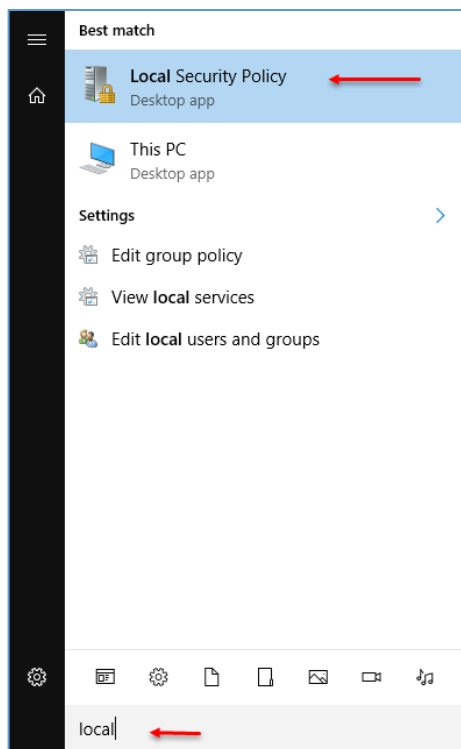 Best match
Local Security Policy
Desktop app
This PC
Desktop app
Settings
Edit group policy
View local services
Edit local users and groups
local